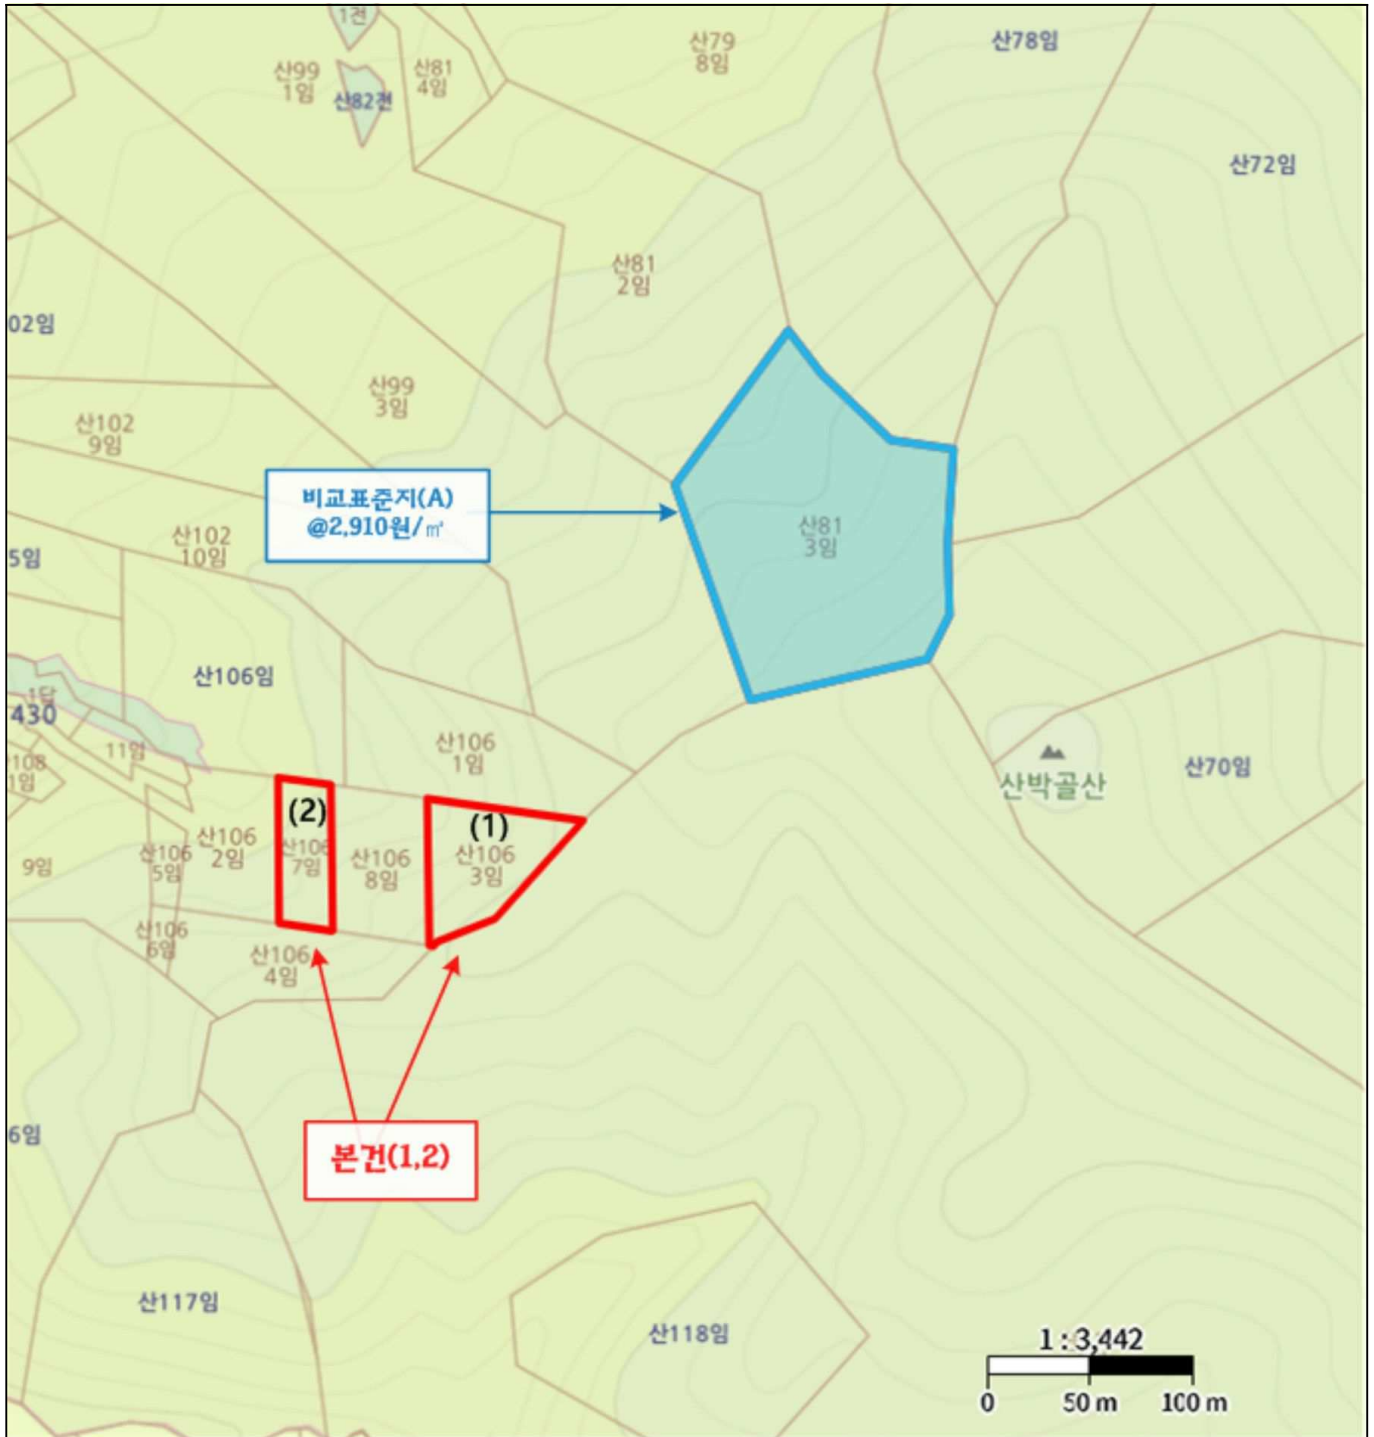 1전
산79
8임
산78임
산99
1임
산81
4임
산82전
산72임
산81
2임
02임
산99
3임
산102
9임
비교표준지(A)
@2,910원/㎡
산81
3임
산102
10임
5임
산106임
1답
430
11임
산106
1임
108
1임
산박골산
산70임
(2)
(1)
산106
2임
산106
7임
산106
8임
산106
3임
산106
5임
9임
산106
6임
산106
4임
6임
본건(1,2)
산117임
산118임
1 : 3,442
0
50 m
100 m